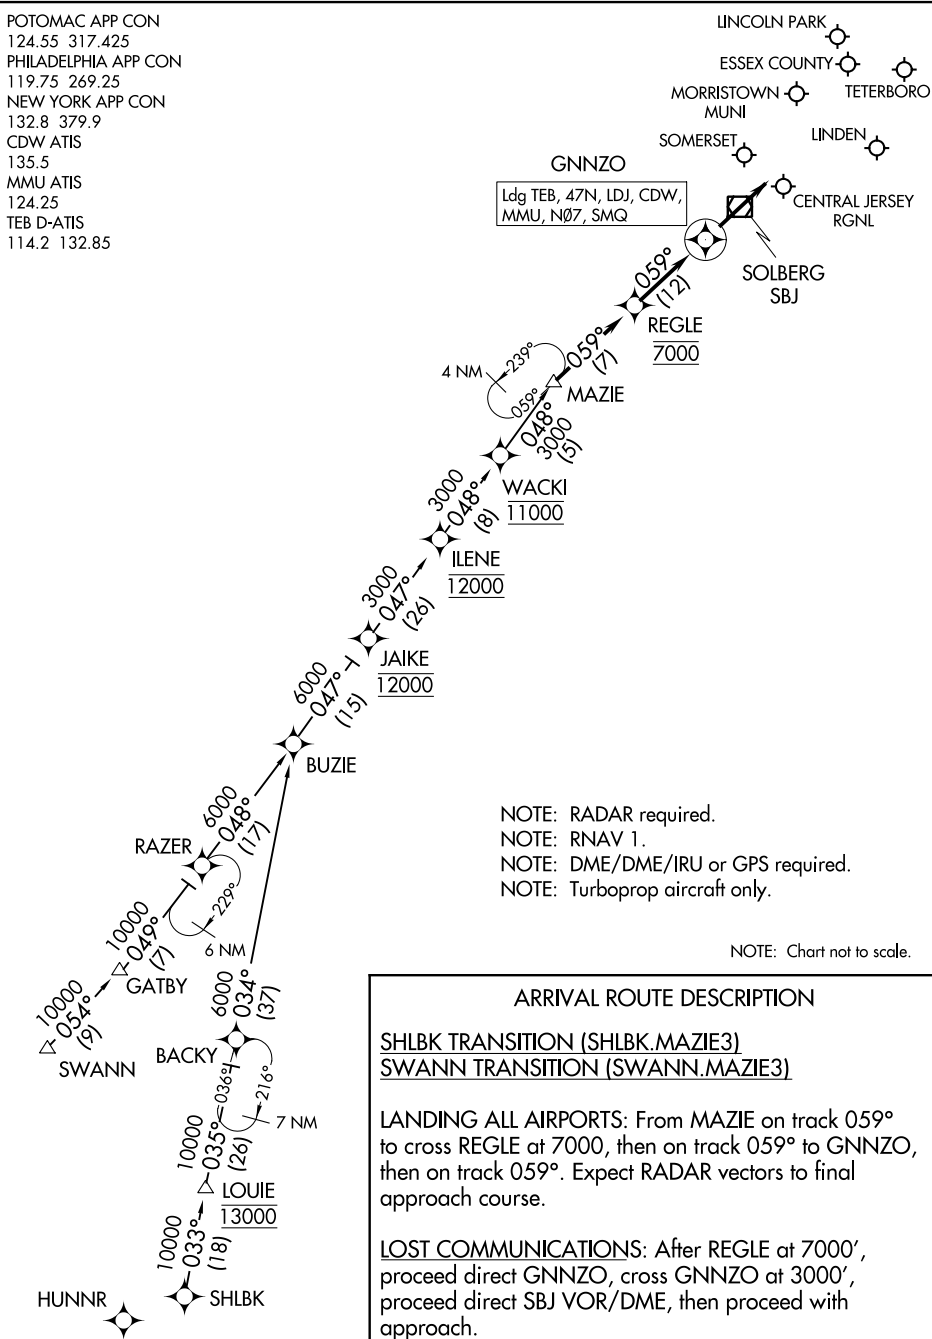 POTOMAC APP CON
124.55 317.425
PHILADELPHIA APP CON
119.75 269.25
NEW YORK APP CON
132.8 379.9
CDW ATIS
135.5
MMU ATIS
124.25
TEB D-ATIS
114.2 132.85
LINCOLN PARK
ESSEX COUNTY
TETERBORO
MORRISTOWN
MUNI
SOMERSET
LINDEN
CENTRAL JERSEY
RGNL
GNNZO
Ldg TEB, 47N, LDJ, CDW,
MMU, NØ7, SMQ
SOLBERG
SBJ
059°
(12)
REGLE
7000
059°
(7)
239°
4 NM
059°
MAZIE
048°
3000
(5)
WACKI
11000
3000
048°
(8)
ILENE
12000
3000
047°
(26)
JAIKE
12000
6000
047°
(15)
BUZIE
6000
048°
(17)
RAZER
229°
6 NM
10000
049°
(7)
GATBY
10000
054°
(9)
SWANN
6000
034°
(37)
BACKY
036°
216°
7 NM
10000
035°
(26)
LOUIE
13000
10000
033°
(18)
HUNNR
SHLBK
NOTE: RADAR required.
NOTE: RNAV 1.
NOTE: DME/DME/IRU or GPS required.
NOTE: Turboprop aircraft only.
NOTE: Chart not to scale.
ARRIVAL ROUTE DESCRIPTION
SHLBK TRANSITION (SHLBK.MAZIE3)
SWANN TRANSITION (SWANN.MAZIE3)
LANDING ALL AIRPORTS: From MAZIE on track 059°
to cross REGLE at 7000, then on track 059° to GNNZO,
then on track 059°. Expect RADAR vectors to final
approach course.
LOST COMMUNICATIONS: After REGLE at 7000′,
proceed direct GNNZO, cross GNNZO at 3000′,
proceed direct SBJ VOR/DME, then proceed with
approach.